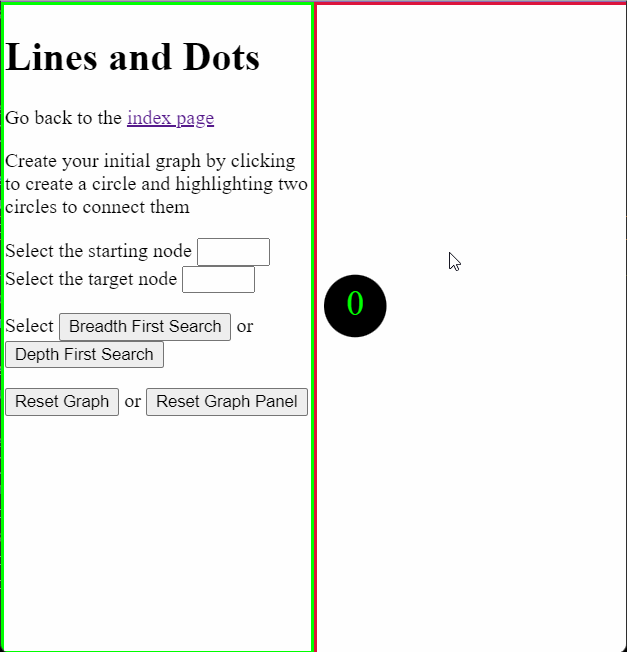 Lines and Dots
Go back to the index page
Create your initial graph by clicking
to create a circle and highlighting two
circles to connect them
Select the starting node
Select the target node
Select Breadth First Search or
Depth First Search
Reset Graph or Reset Graph Panel
0